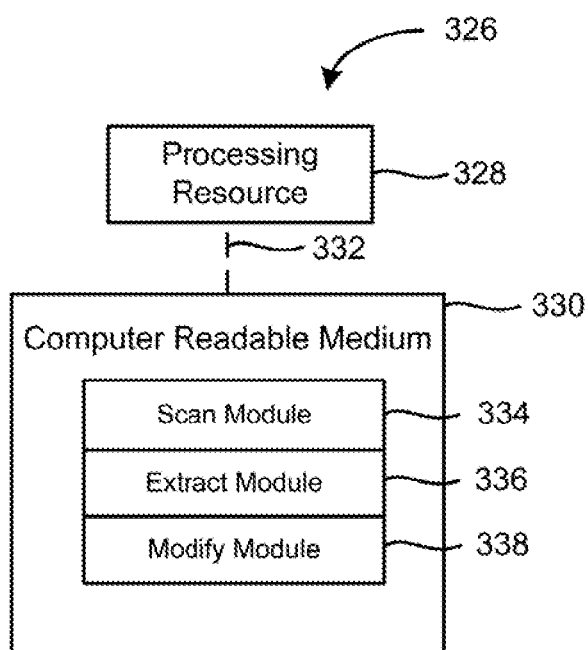 326
Processing
Resource
328
332
330
Computer Readable Medium
Scan Module
334
Extract Module
336
Modify Module
338